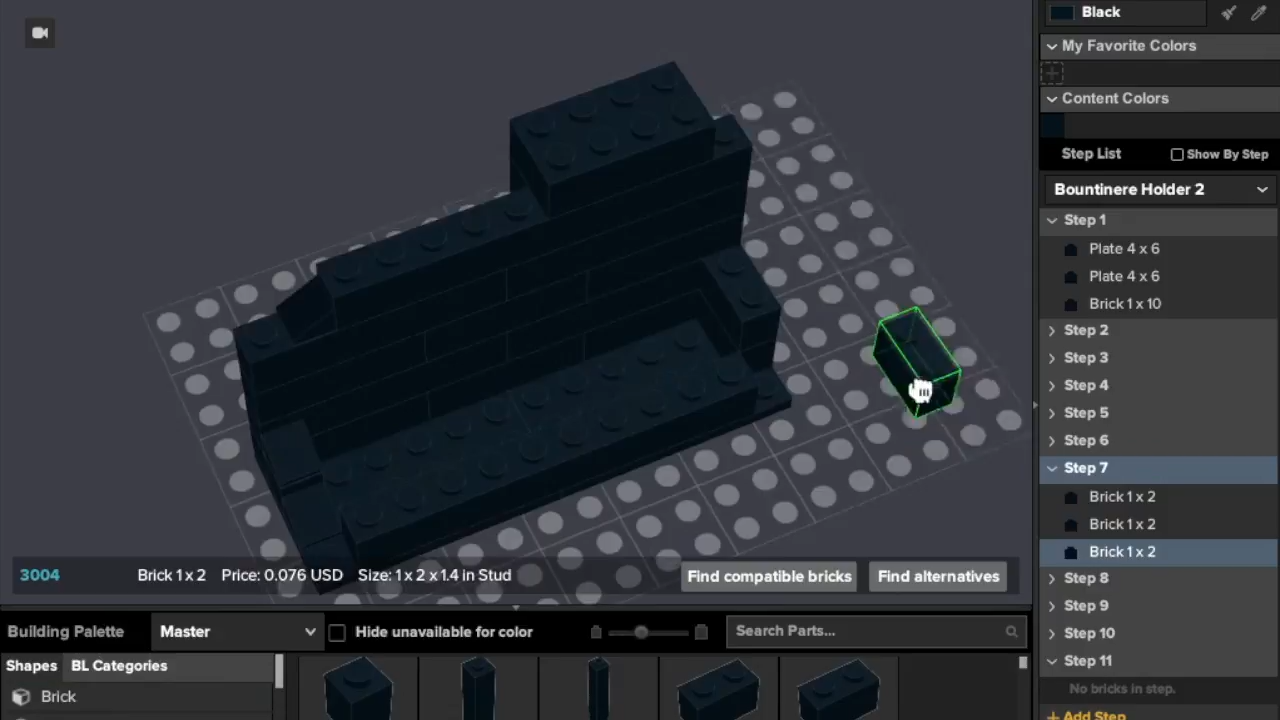 Black
My Favorite Colors
Content Colors
Step List Show By Step
Bountinere Holder 2
Step 1
Plate 4 x 6
Plate 4 x 6
Brick 1 x 10
Step 2
Step 3
Step 4
Step 5
Step 6
Step 7
Brick 1 x 2
Brick 1 x 2
Brick 1 x 2
Step 8
Step 9
Step 10
Step 11
No bricks in step.
+ Add Step
3004 Brick 1 x 2 Price: 0.076 USD Size: 1 x 2 x 1.4 in Stud Find compatible bricks Find alternatives
Building Palette Master Hide unavailable for color Search Parts...
Shapes BL Categories
Brick